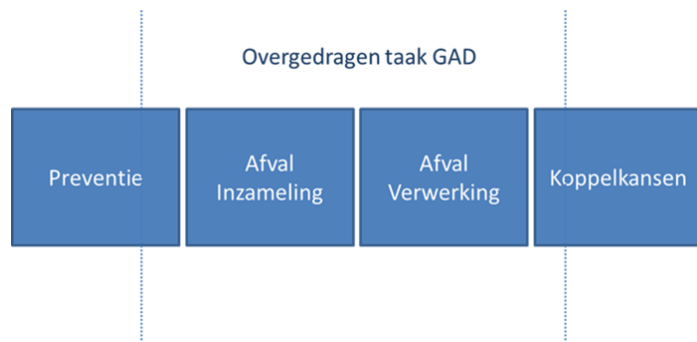 Overgedragen taak GAD
Preventie
Afval
Inzameling
Afval
Verwerking
Koppelkansen